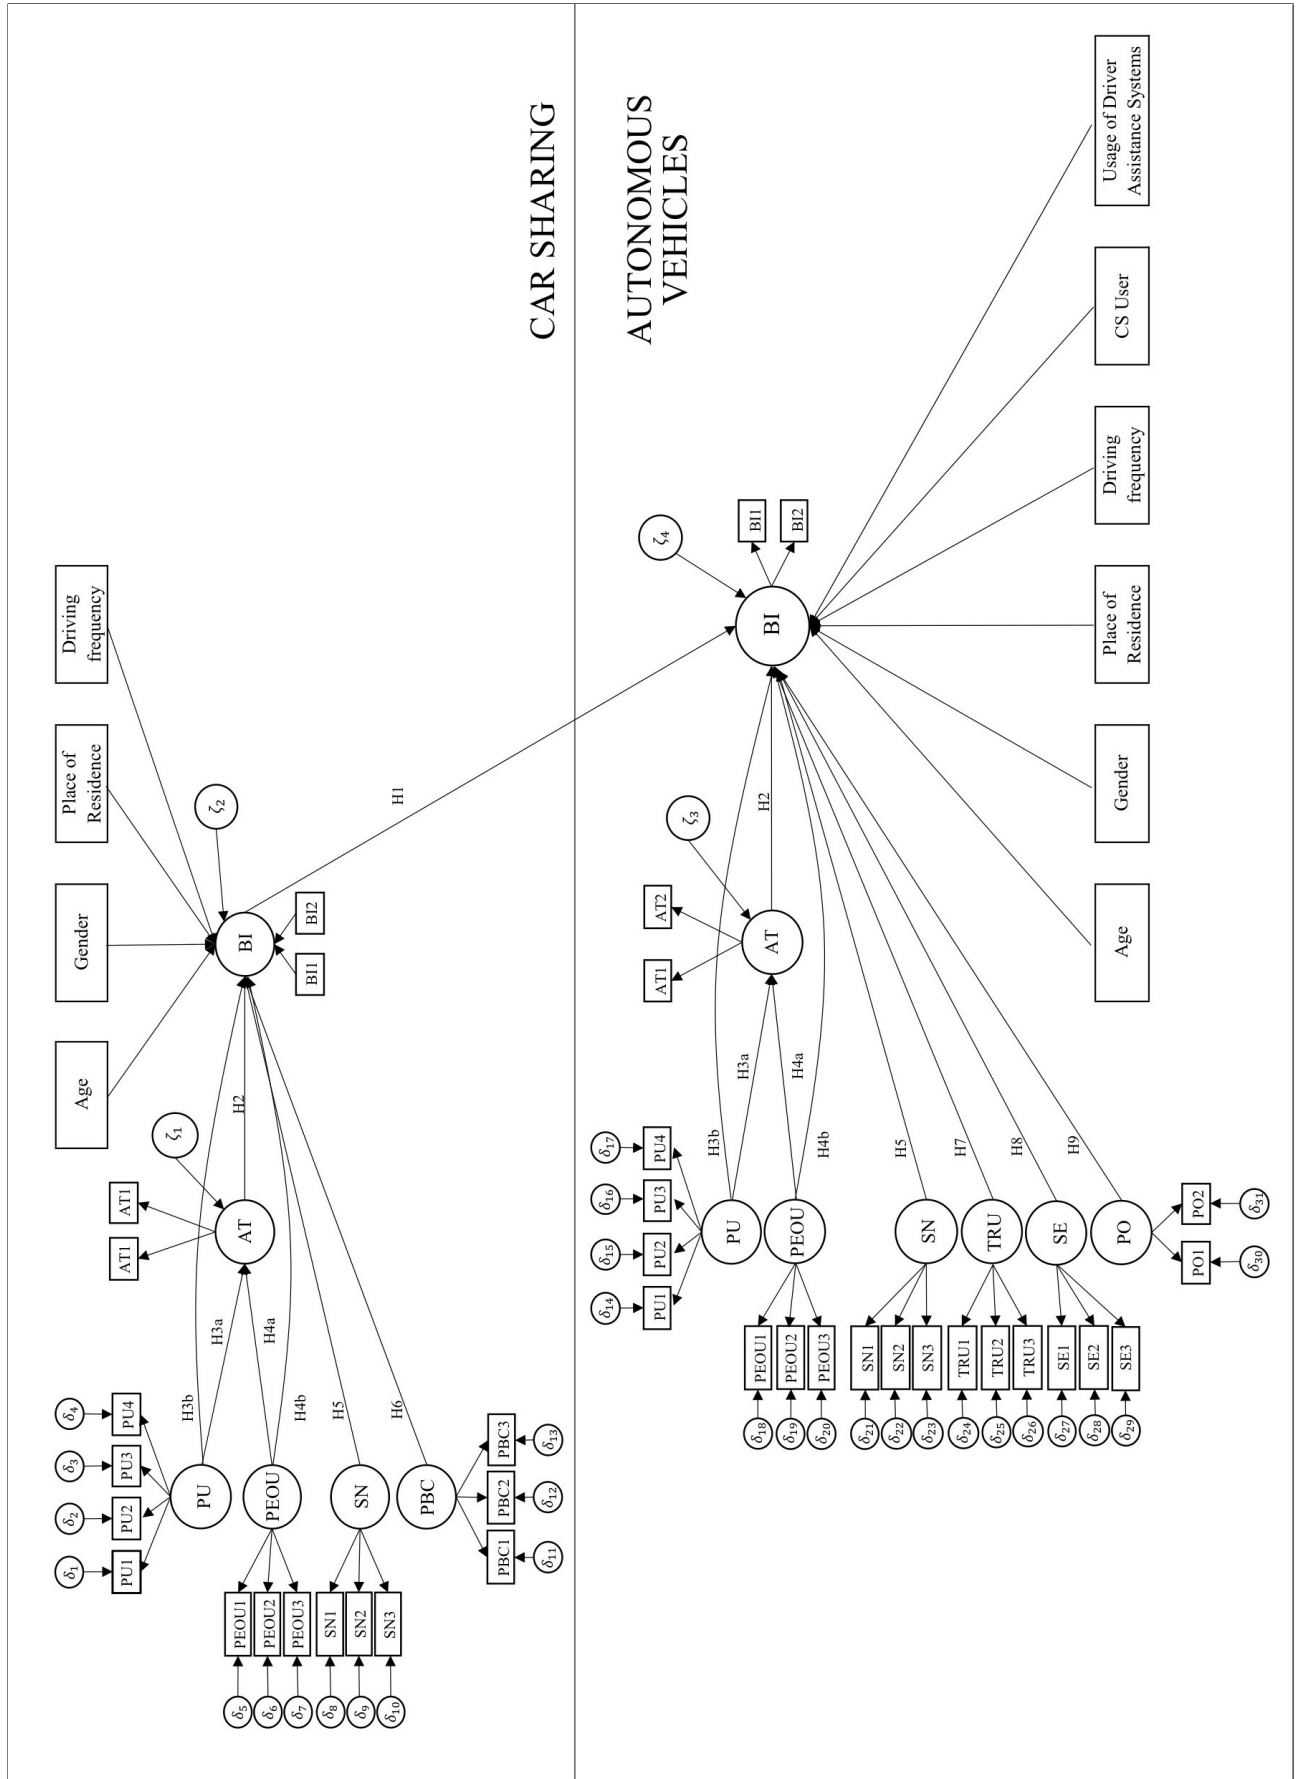 Age
Gender
Place of
Residence
Driving
frequency
δ₁
δ₂
δ₃
δ₄
PU1
PU2
PU3
PU4
AT1
AT1
ζ₁
ζ₂
PU
H3b
H3a
AT
H2
BI
H1
δ₅
PEOU1
δ₆
PEOU2
δ₇
PEOU3
PEOU
H4a
H4b
BI1
BI2
δ₈
SN1
δ₉
SN2
δ₁₀
SN3
SN
H5
PBC
H6
PBC1
PBC2
PBC3
δ₁₁
δ₁₂
δ₁₃
CAR SHARING
AUTONOMOUS
VEHICLES
δ₁₄
δ₁₅
δ₁₆
δ₁₇
PU1
PU2
PU3
PU4
AT1
AT2
ζ₃
ζ₄
PU
H3b
H3a
AT
H2
BI
BI1
BI2
δ₁₈
PEOU1
δ₁₉
PEOU2
δ₂₀
PEOU3
PEOU
H4a
H4b
δ₂₁
SN1
δ₂₂
SN2
δ₂₃
SN3
SN
H5
δ₂₄
TRU1
δ₂₅
TRU2
δ₂₆
TRU3
TRU
H7
δ₂₇
SE1
δ₂₈
SE2
δ₂₉
SE3
SE
H8
PO
H9
PO1
PO2
δ₃₀
δ₃₁
Age
Gender
Place of
Residence
Driving
frequency
CS User
Usage of Driver
Assistance Systems